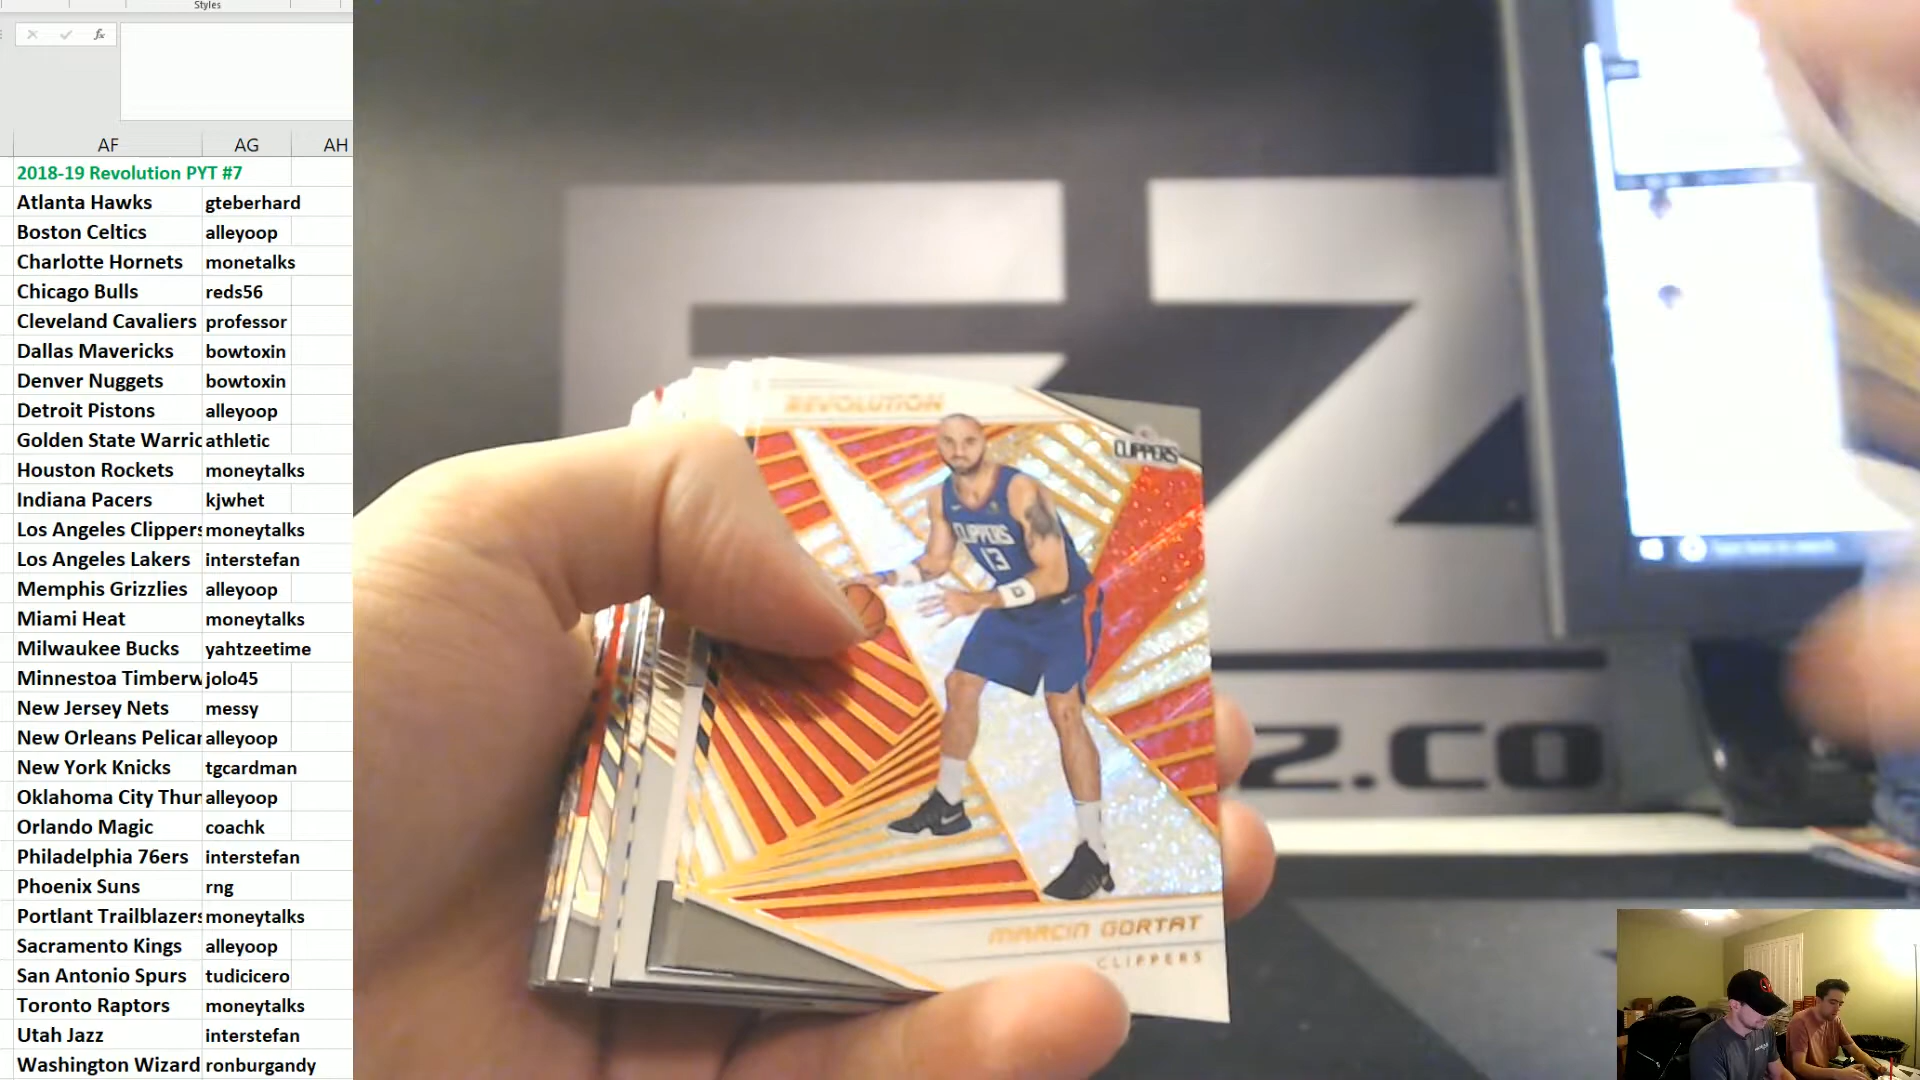 Styles
fx
AF AG AH
2018-19 Revolution PYT #7
Atlanta Hawks gteberhard
Boston Celtics alleyoop
Charlotte Hornets monetalks
Chicago Bulls reds56
Cleveland Cavaliers professor
Dallas Mavericks bowtoxin
Denver Nuggets bowtoxin
Detroit Pistons alleyoop
Golden State Warric athletic
Houston Rockets moneytalks
Indiana Pacers kjwhet
Los Angeles Clippers moneytalks
Los Angeles Lakers interstefan
Memphis Grizzlies alleyoop
Miami Heat moneytalks
Milwaukee Bucks yahtzeetime
Minnestoa Timberw jolo45
New Jersey Nets messy
New Orleans Pelicar alleyoop
New York Knicks tgcardman
Oklahoma City Thur alleyoop
Orlando Magic coachk
Philadelphia 76ers interstefan
Phoenix Suns rng
Portlant Trailblazers moneytalks
Sacramento Kings alleyoop
San Antonio Spurs tudicicero
Toronto Raptors moneytalks
Utah Jazz interstefan
Washington Wizard ronburgandy
REVOLUTION
CLIPPERS
CLIPPERS
13
MARCIN GORTAT
CLIPPERS
EZ
Z.CO